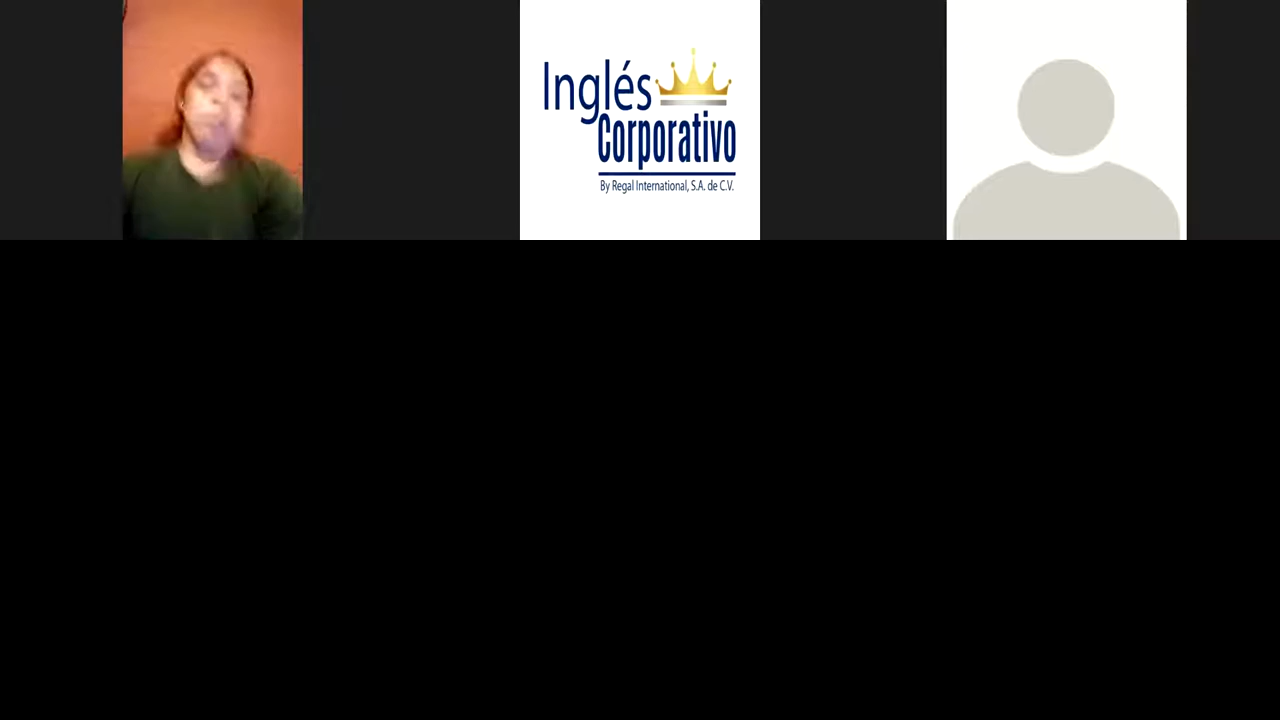 Inglés
Corporativo
By Regal International, S.A. de C.V.